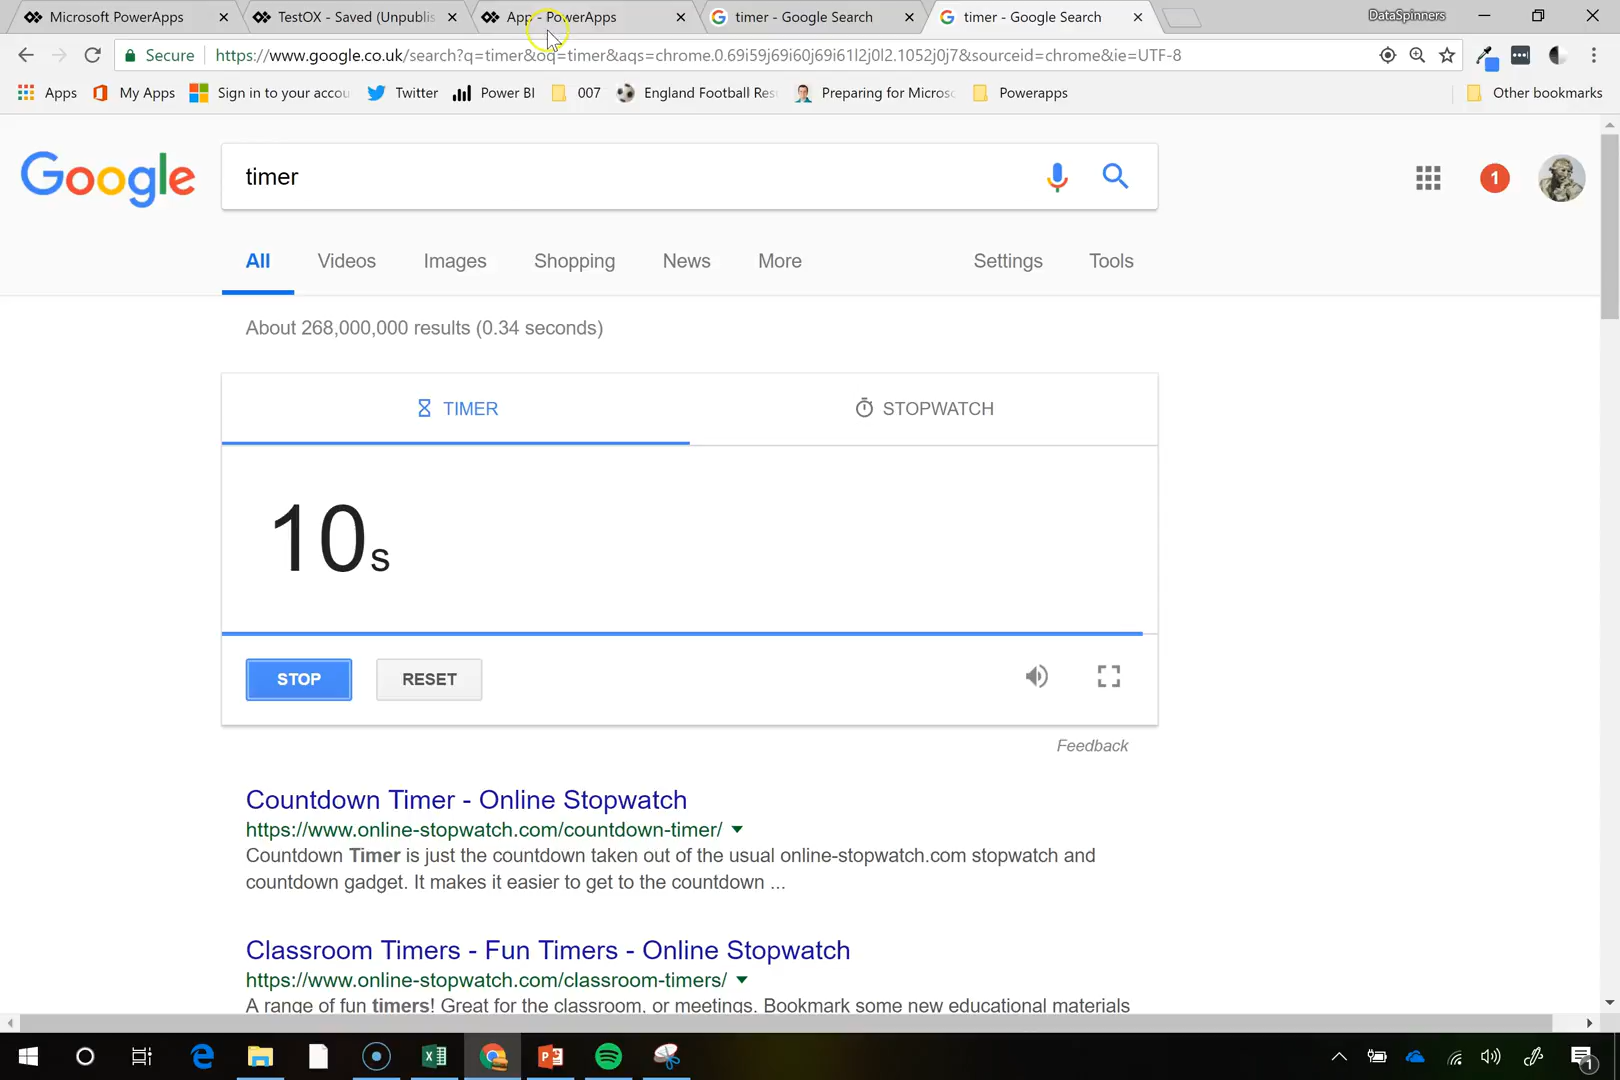 Microsoft PowerApps
TestOX - Saved (Unpublis
App - PowerApps
timer - Google Search
timer - Google Search
DataSpinners
Secure
https://www.google.co.uk/search?q=timer&oq=timer&aqs=chrome.0.69i59j69i60j69i61l2j0l2.1052j0j7&sourceid=chrome&ie=UTF-8
Apps
My Apps
Sign in to your accou
Twitter
Power BI
007
England Football Res
Preparing for Micros
Powerapps
Other bookmarks
Google
timer
1
All
Videos
Images
Shopping
News
More
Settings
Tools
About 268,000,000 results (0.34 seconds)
TIMER
STOPWATCH
10s
STOP
RESET
Feedback
Countdown Timer - Online Stopwatch
https://www.online-stopwatch.com/countdown-timer/
Countdown Timer is just the countdown taken out of the usual online-stopwatch.com stopwatch and
countdown gadget. It makes it easier to get to the countdown ...
Classroom Timers - Fun Timers - Online Stopwatch
https://www.online-stopwatch.com/classroom-timers/
A range of fun timers! Great for the classroom, or meetings. Bookmark some new educational materials
1